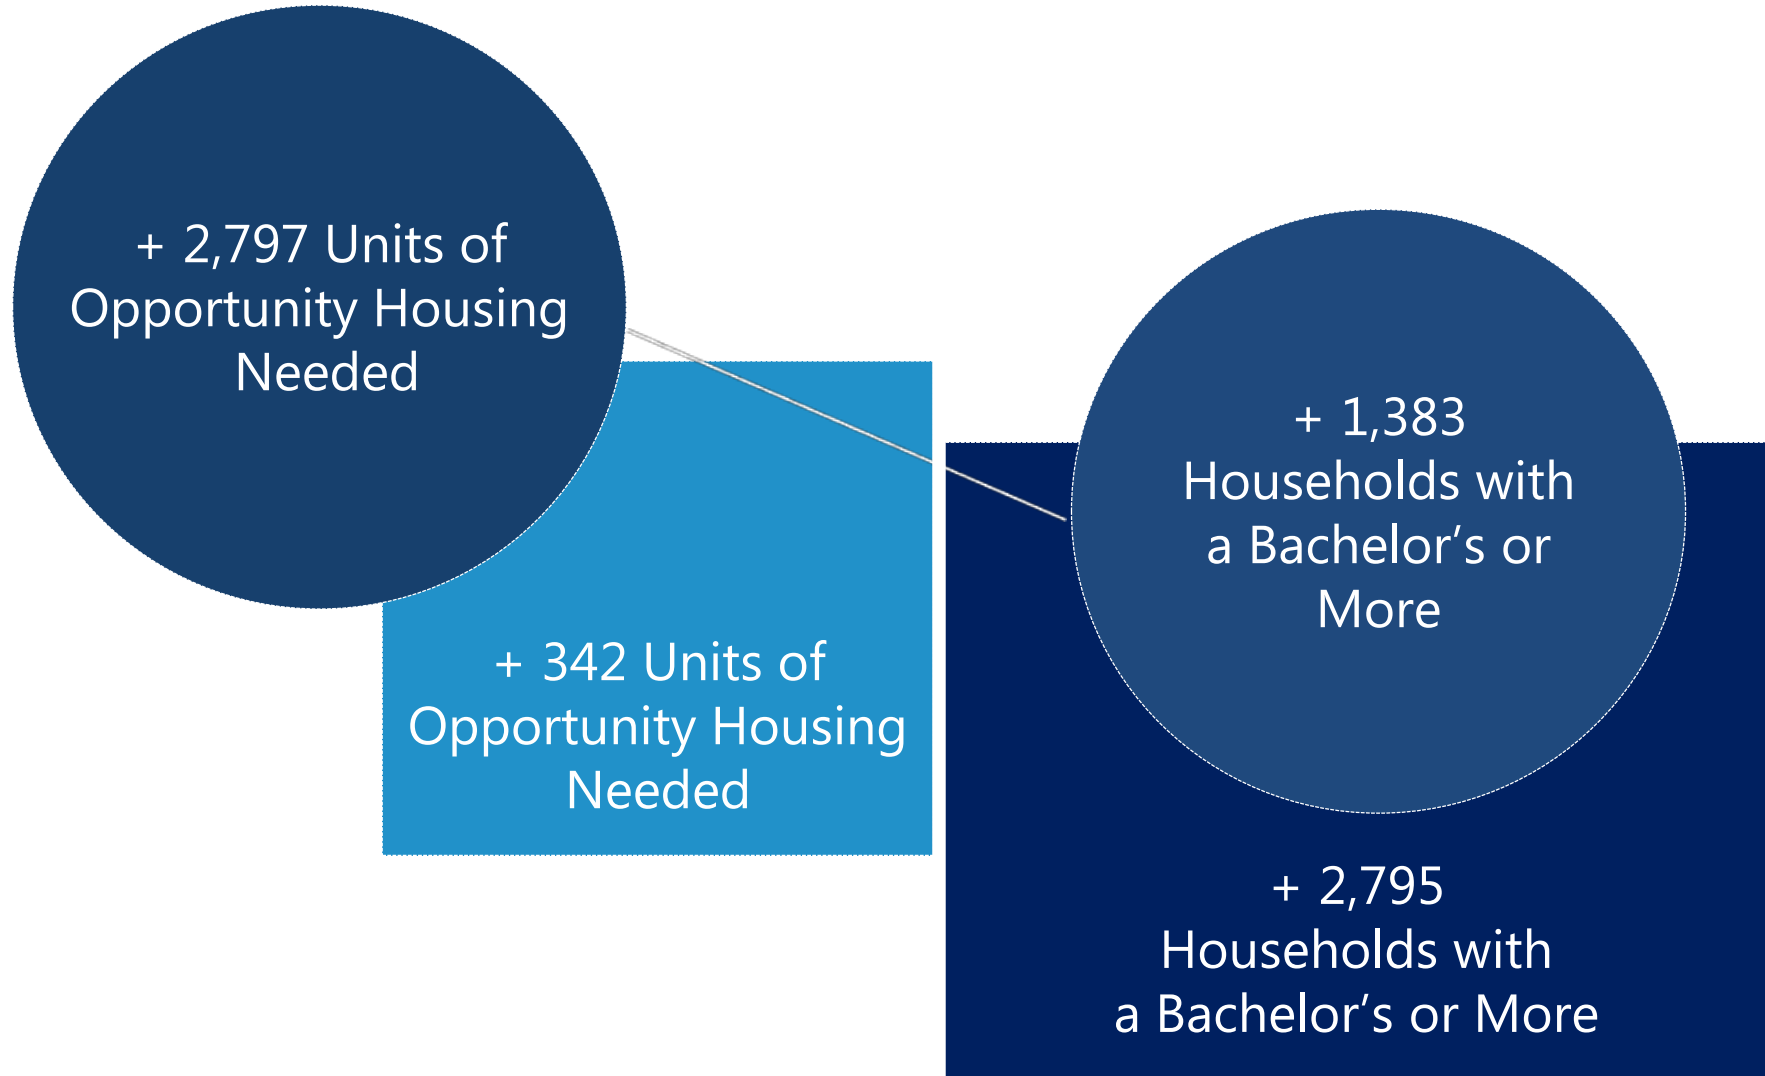 + 2,797 Units of
Opportunity Housing
Needed
+ 342 Units of
Opportunity Housing
Needed
+ 1,383
Households with
a Bachelor’s or
More
+ 2,795
Households with
a Bachelor’s or More